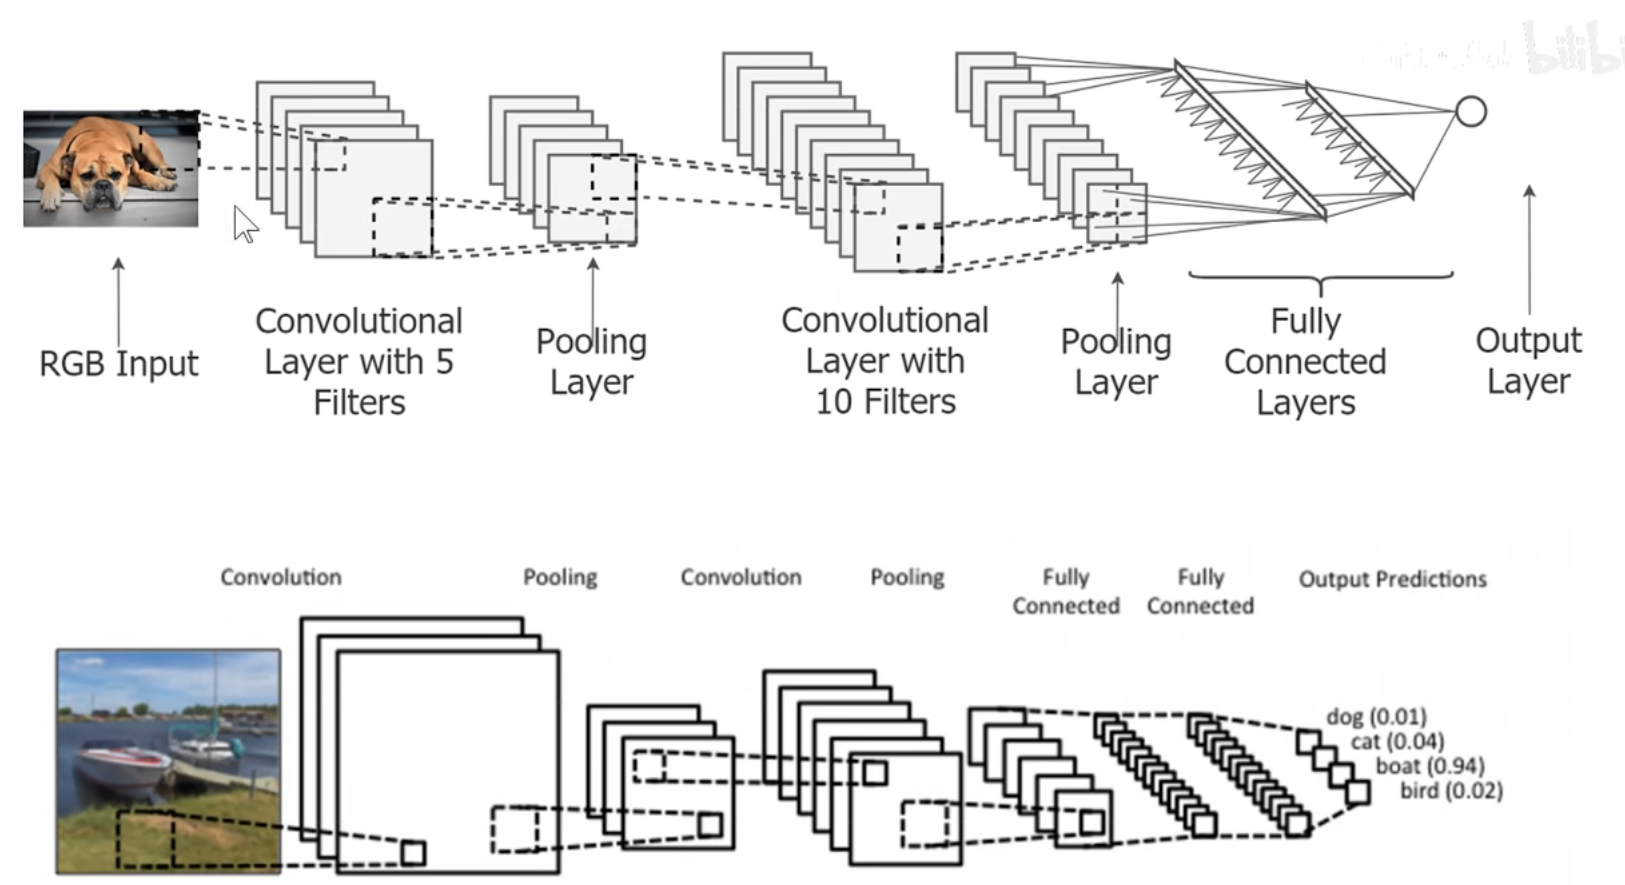 RGB Input
Convolutional
Layer with 5
Filters
Pooling
Layer
Convolutional
Layer with
10 Filters
Pooling
Layer
Fully
Connected
Layers
Output
Layer
Convolution
Pooling
Convolution
Pooling
Fully
Connected
Fully
Connected
Output Predictions
dog (0.01)
cat (0.04)
boat (0.94)
bird (0.02)